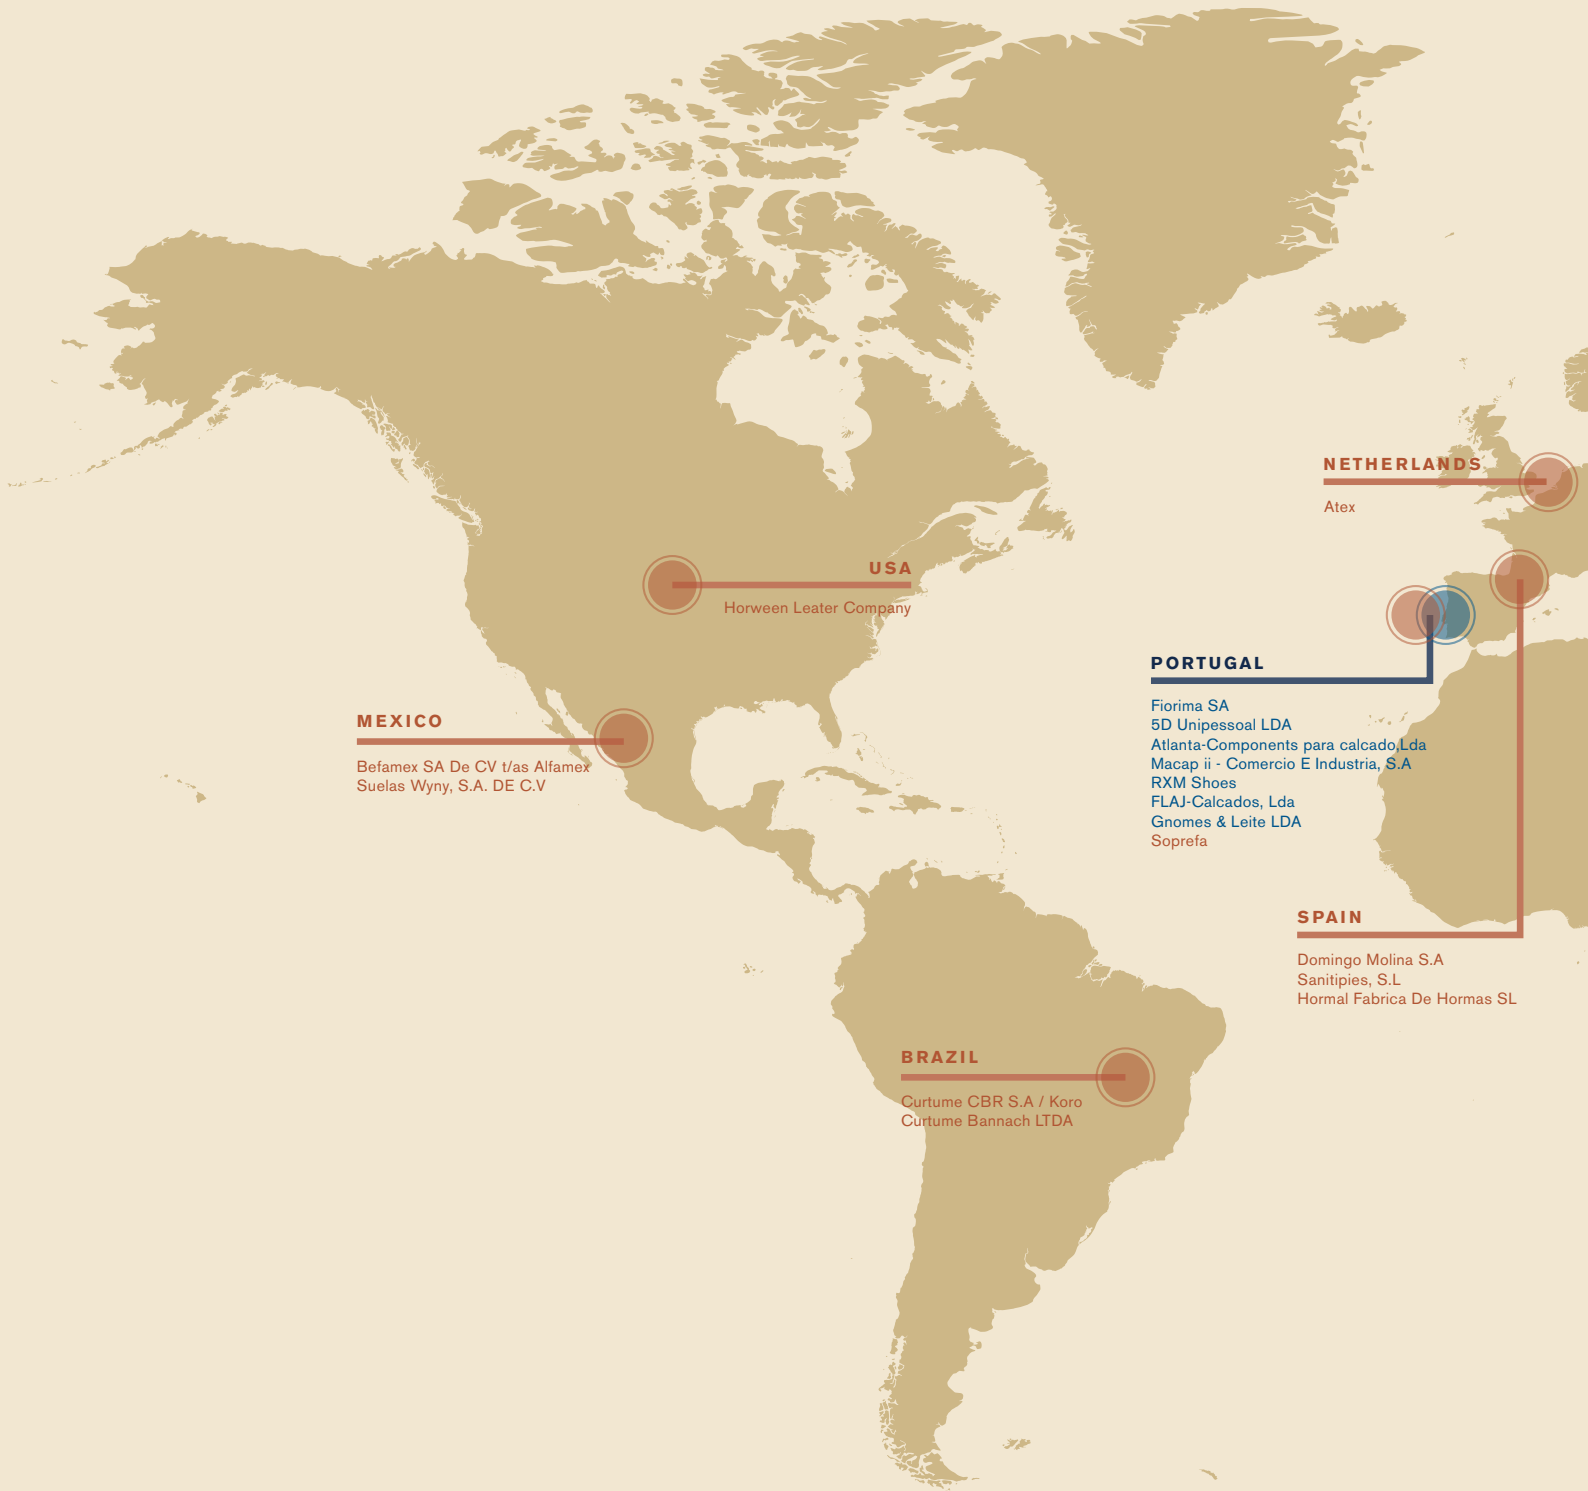 NETHERLANDS
Atex
USA
Horween Leater Company
PORTUGAL
Fiorima SA
5D Unipessoal LDA
Atlanta-Components para calcado,Lda
Macap ii - Comercio E Industria, S.A
RXM Shoes
FLAJ-Calcados, Lda
Gnomes & Leite LDA
Soprefa
MEXICO
Befamex SA De CV t/as Alfamex
Suelas Wyny, S.A. DE C.V
SPAIN
Domingo Molina S.A
Sanitipies, S.L
Hormal Fabrica De Hormas SL
BRAZIL
Curtume CBR S.A / Koro
Curtume Bannach LTDA